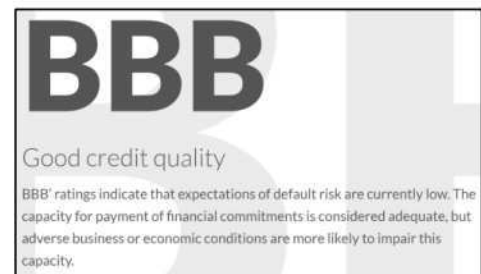 BBB
Good credit quality
BBB' ratings indicate that expectations of default risk are currently low. The
capacity for payment of financial commitments is considered adequate, but
adverse business or economic conditions are more likely to impair this
capacity.